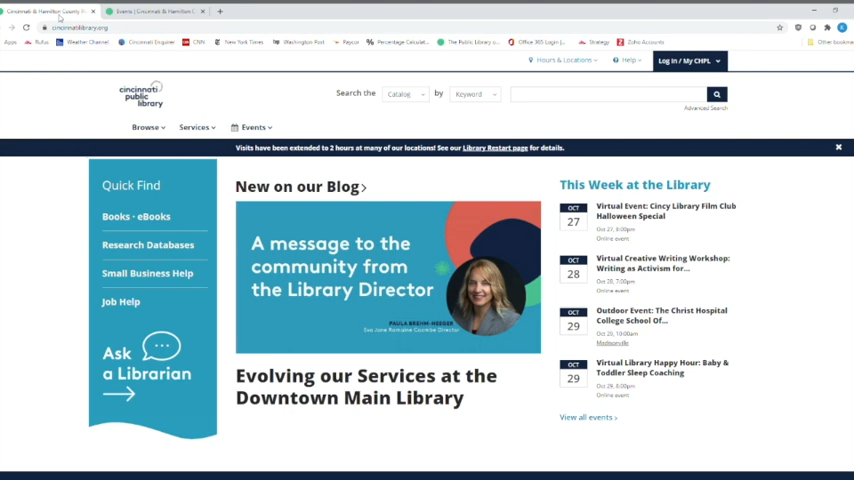 Cincinnati & Hamilton County P
Events | Cincinnati & Hamilton C
cincinnatilibrary.org
Apps
Rufus
Weather Channel
Cincinnati Enquirer
CNN
New York Times
Washington Post
Kaycor
Percentage Calculat...
The Public Library o...
Office 365 Login |...
Strategy
Zoho Accounts
Other bookma
Hours & Locations
Help
Log In / My CHPL
cincinnati
public
library
Search the
Catalog
by
Keyword
Advanced Search
Browse
Services
Events
Visits have been extended to 2 hours at many of our locations! See our Library Restart page for details.
Quick Find
Books - eBooks
Research Databases
Small Business Help
Job Help
Ask
a Librarian
New on our Blog
A message to the
community from
the Library Director
PAULA BREHM-HEEGER
Eva Jane Romaine Coombe Director
Evolving our Services at the
Downtown Main Library
This Week at the Library
OCT
27
Virtual Event: Cincy Library Film Club
Halloween Special
Oct 27, 6:00pm
Online event
OCT
28
Virtual Creative Writing Workshop:
Writing as Activism for...
Oct 28, 7:00pm
Online event
OCT
29
Outdoor Event: The Christ Hospital
College School Of...
Oct 29, 10:00am
Madisonville
OCT
29
Virtual Library Happy Hour: Baby &
Toddler Sleep Coaching
Oct 29, 8:00pm
Online event
View all events